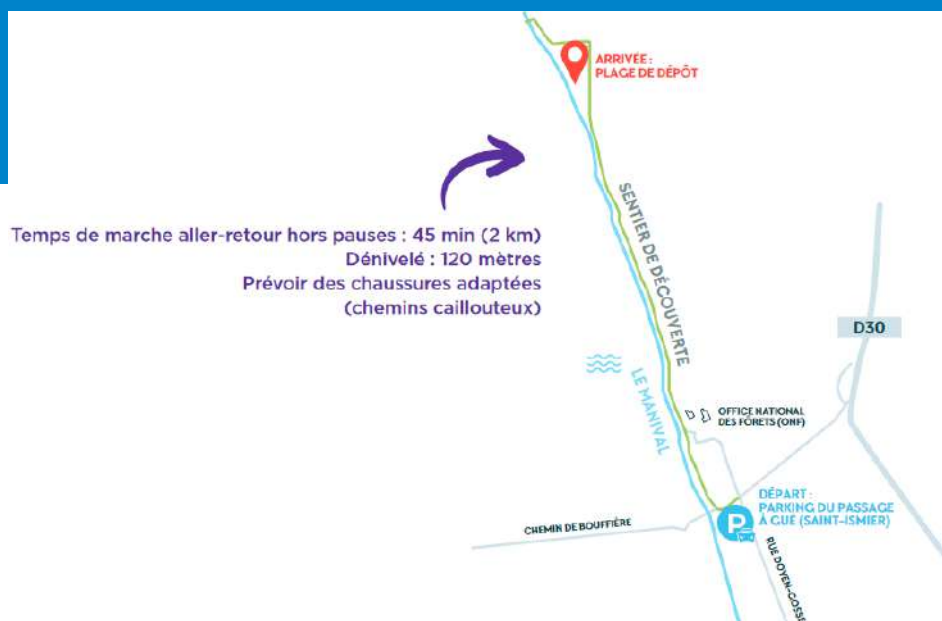 ARRIVÉE :
PLAGE DE DÉPÔT
Temps de marche aller-retour hors pauses : 45 min (2 km)
Dénivelé : 120 mètres
Prévoir des chaussures adaptées
(chemins caillouteux)
SENTIER DE DÉCOUVERTE
D30
LE MANIVAL
OFFICE NATIONAL
DES FÔRETS (ONF)
DÉPART :
PARKING DU PASSAGE
À GUÉ (SAINT-ISMIER)
P
CHEMIN DE BOUFFIÈRE
RUE DOYEN-GOSSE